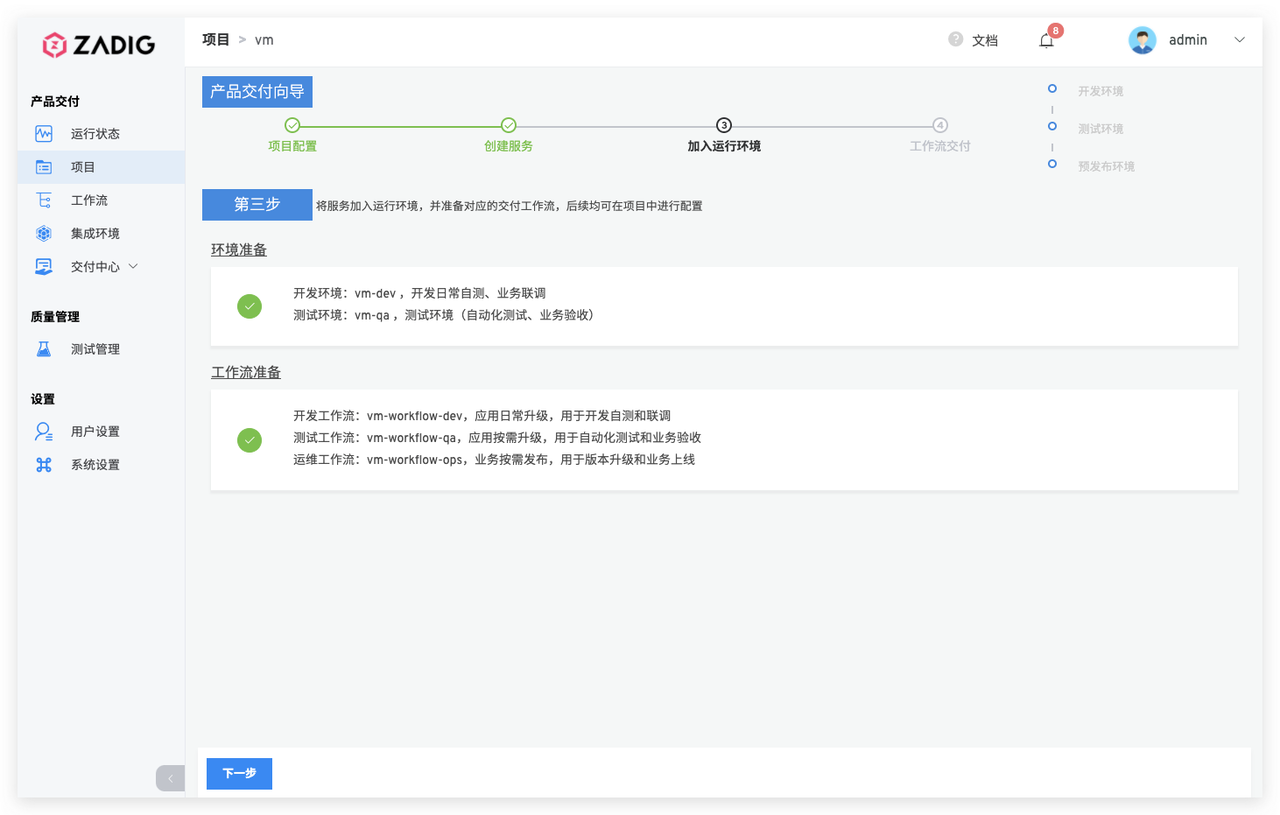 ZADIG
项目 > vm
文档
8
admin
产品交付
运行状态
项目
工作流
集成环境
交付中心
质量管理
测试管理
设置
用户设置
系统设置
产品交付向导
3
4
项目配置
创建服务
加入运行环境
工作流交付
开发环境
测试环境
预发布环境
第三步 将服务加入运行环境，并准备对应的交付工作流，后续均可在项目中进行配置
环境准备
开发环境：vm-dev ，开发日常自测、业务联调
测试环境：vm-qa ，测试环境（自动化测试、业务验收）
工作流准备
开发工作流：vm-workflow-dev，应用日常升级，用于开发自测和联调
测试工作流：vm-workflow-qa，应用按需升级，用于自动化测试和业务验收
运维工作流：vm-workflow-ops，业务按需发布，用于版本升级和业务上线
下一步